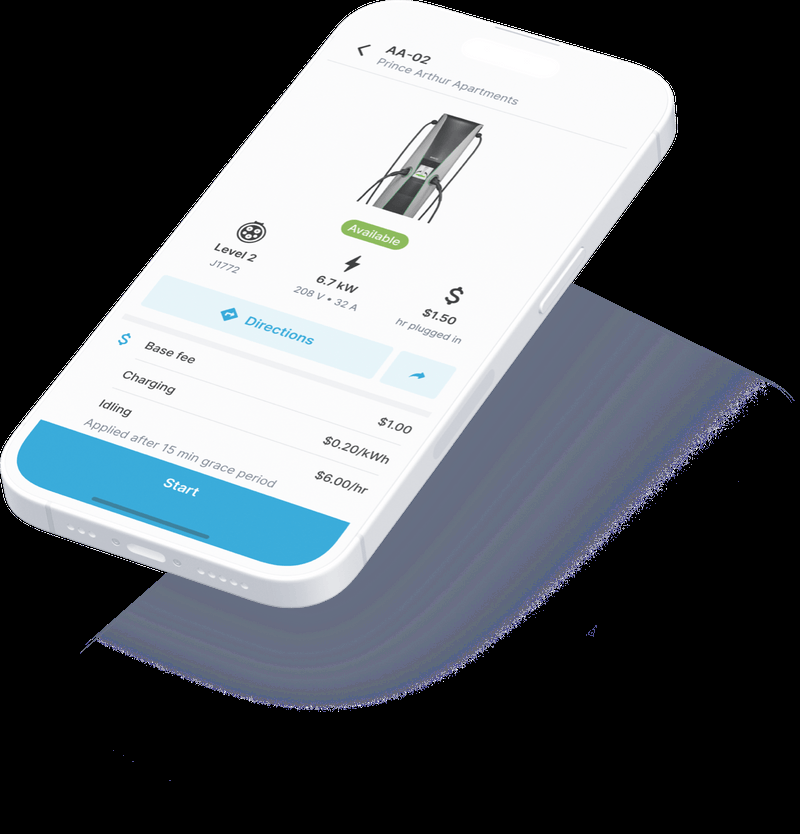 AA-02
Prince Arthur Apartments
Available
Level 2
J1772
6.7 kW
208 V • 32 A
$1.50
hr plugged in
Directions
Base fee
$1.00
Charging
$0.20/kWh
Idling
$6.00/hr
Applied after 15 min grace period
Start